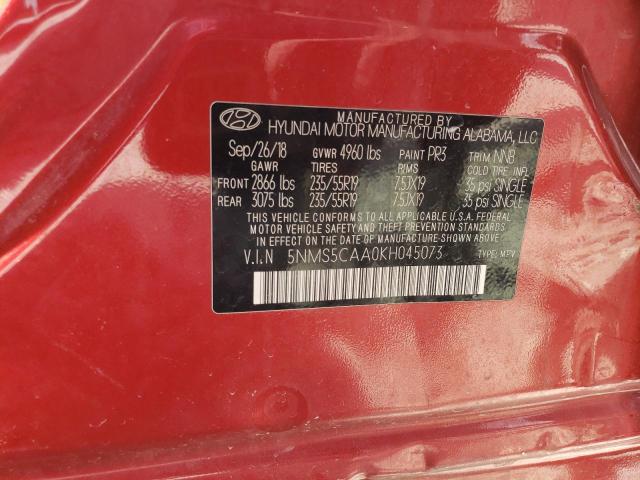 MANUFACTURED BY
HYUNDAI MOTOR MANUFACTURING ALABAMA, LLC
Sep/26/18 GVWR 4960 lbs PAINT PR3 TRIM NNB
GAWR TIRES RIMS COLD TIRE INFL.
FRONT 2866 lbs 235/55R19 7.5JX19 35 psi SINGLE
REAR 3075 lbs 235/55R19 7.5JX19 35 psi SINGLE
THIS VEHICLE CONFORMS TO ALL APPLICABLE U.S.A. FEDERAL
MOTOR VEHICLE SAFETY AND THEFT PREVENTION STANDARDS
IN EFFECT ON THE DATE OF MANUFACTURE SHOWN ABOVE.
V.I.N 5NMS5CAA0KH045073 TYPE: MPV